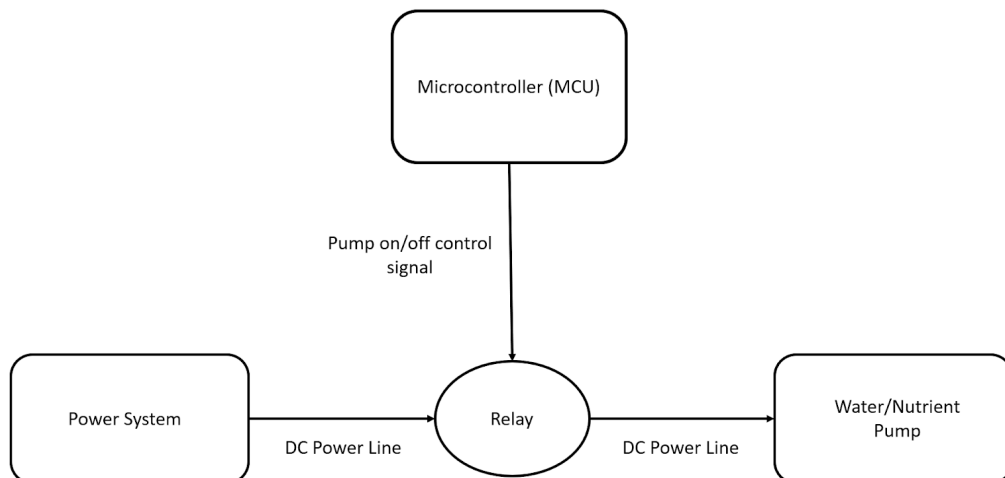 Microcontroller (MCU)
Pump on/off control
signal
Power System
DC Power Line
Relay
DC Power Line
Water/Nutrient
Pump